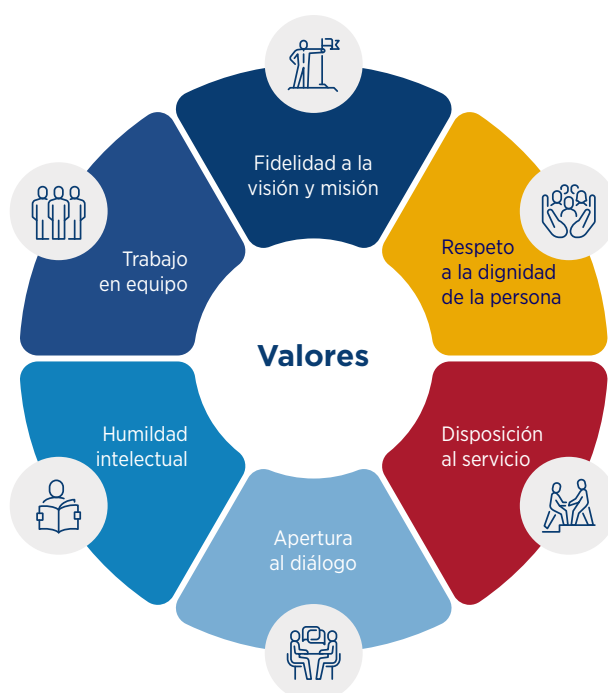 Fidelidad a la
visión y misión
Respeto
a la dignidad
de la persona
Disposición
al servicio
Apertura
al diálogo
Humildad
intelectual
Trabajo
en equipo
Valores